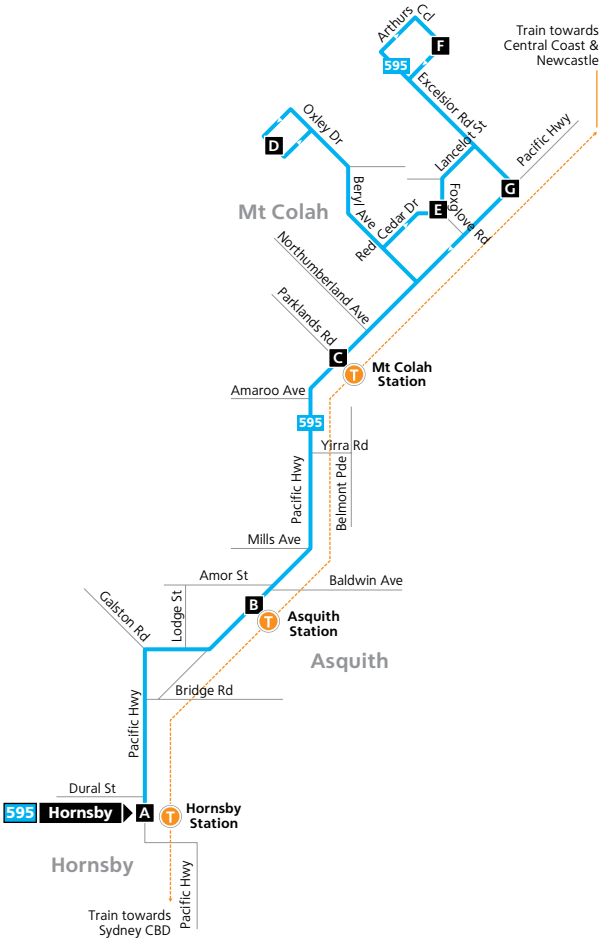 Arthurs Cd
F
595
Train towards
Central Coast &
Newcastle
Excelsior Rd
Oxley Dr
D
Lancelot St
Pacific Hwy
G
Beryl Ave
Foxglove Rd
E
Red Cedar Dr
Mt Colah
Northumberland Ave
Parklands Rd
C
T
Mt Colah
Station
Amaroo Ave
595
Yirra Rd
Pacific Hwy
Belmont Pde
Mills Ave
Amor St
Baldwin Ave
Galston Rd
Lodge St
B
T
Asquith
Station
Asquith
Bridge Rd
Pacific Hwy
Dural St
595 Hornsby
A
T
Hornsby
Station
Hornsby
Pacific Hwy
Train towards
Sydney CBD